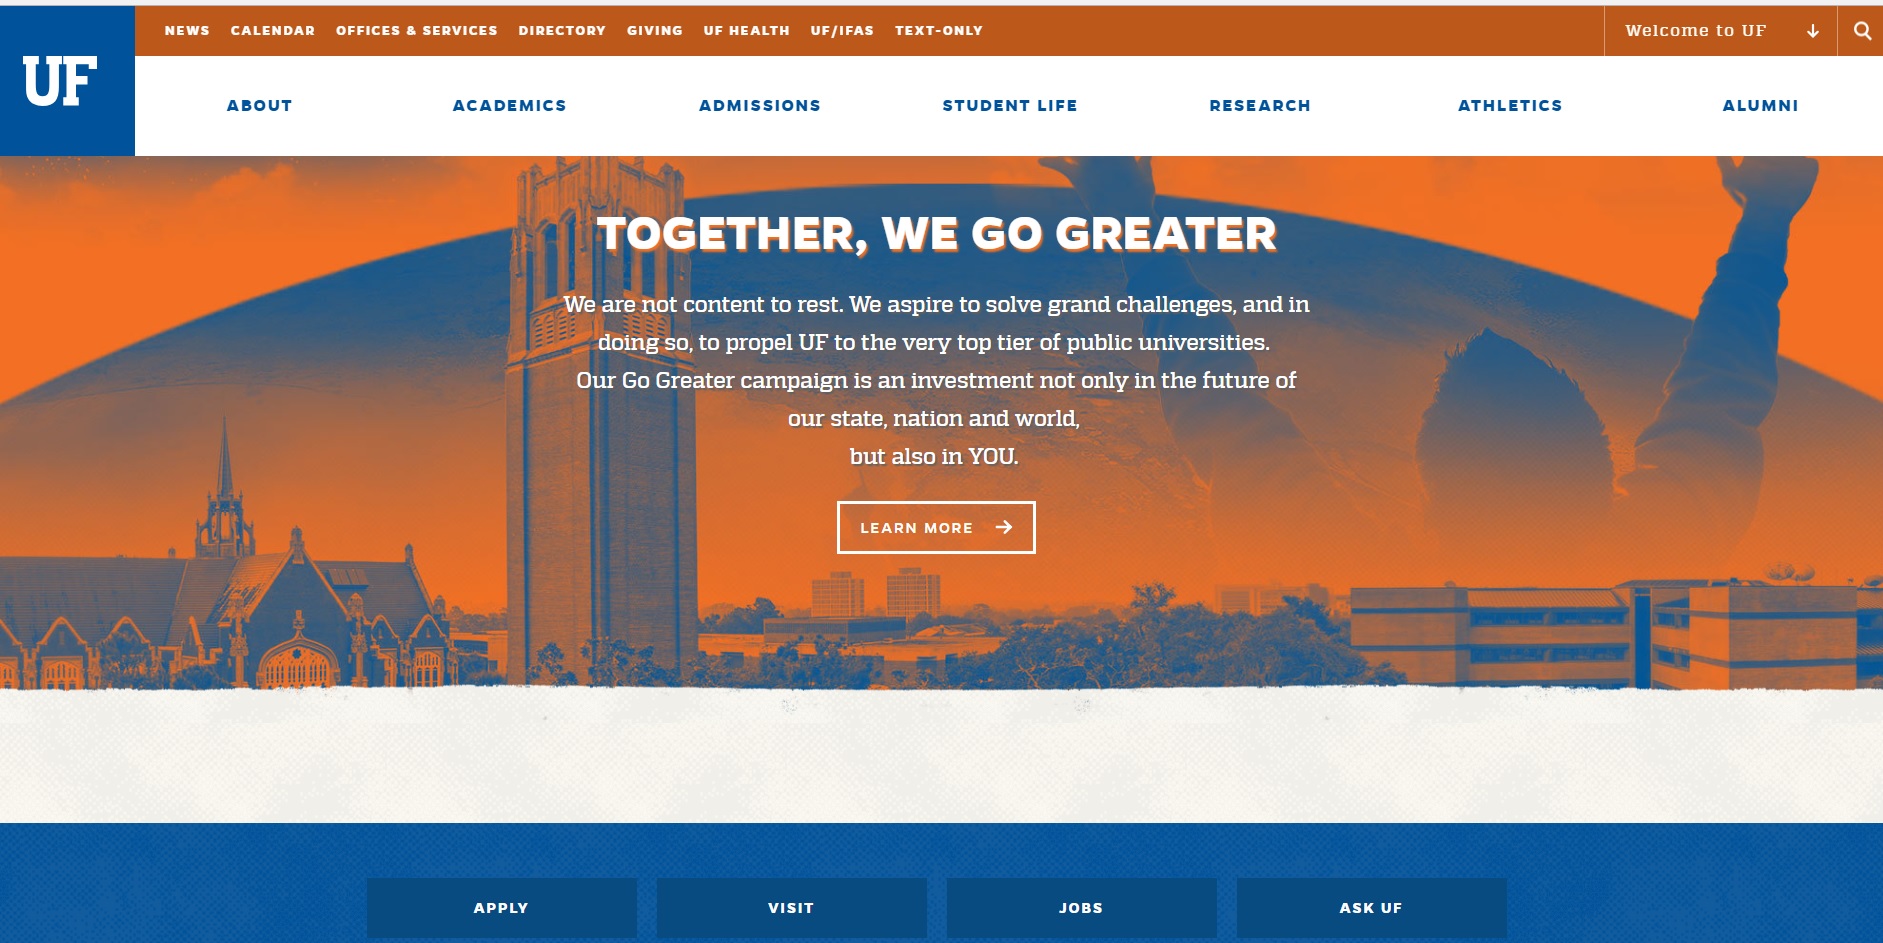 UF
NEWS CALENDAR OFFICES & SERVICES DIRECTORY GIVING UF HEALTH UF/IFAS TEXT-ONLY
Welcome to UF
ABOUT ACADEMICS ADMISSIONS STUDENT LIFE RESEARCH ATHLETICS ALUMNI
TOGETHER, WE GO GREATER
We are not content to rest. We aspire to solve grand challenges, and in
doing so, to propel UF to the very top tier of public universities.
Our Go Greater campaign is an investment not only in the future of
our state, nation and world,
but also in YOU.
LEARN MORE
APPLY VISIT JOBS ASK UF